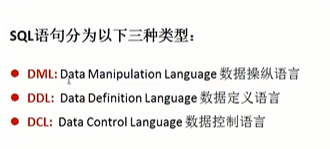 SQL语句分为以下三种类型：
DML: Data Manipulation Language 数据操纵语言
DDL: Data Definition Language 数据定义语言
DCL: Data Control Language 数据控制语言